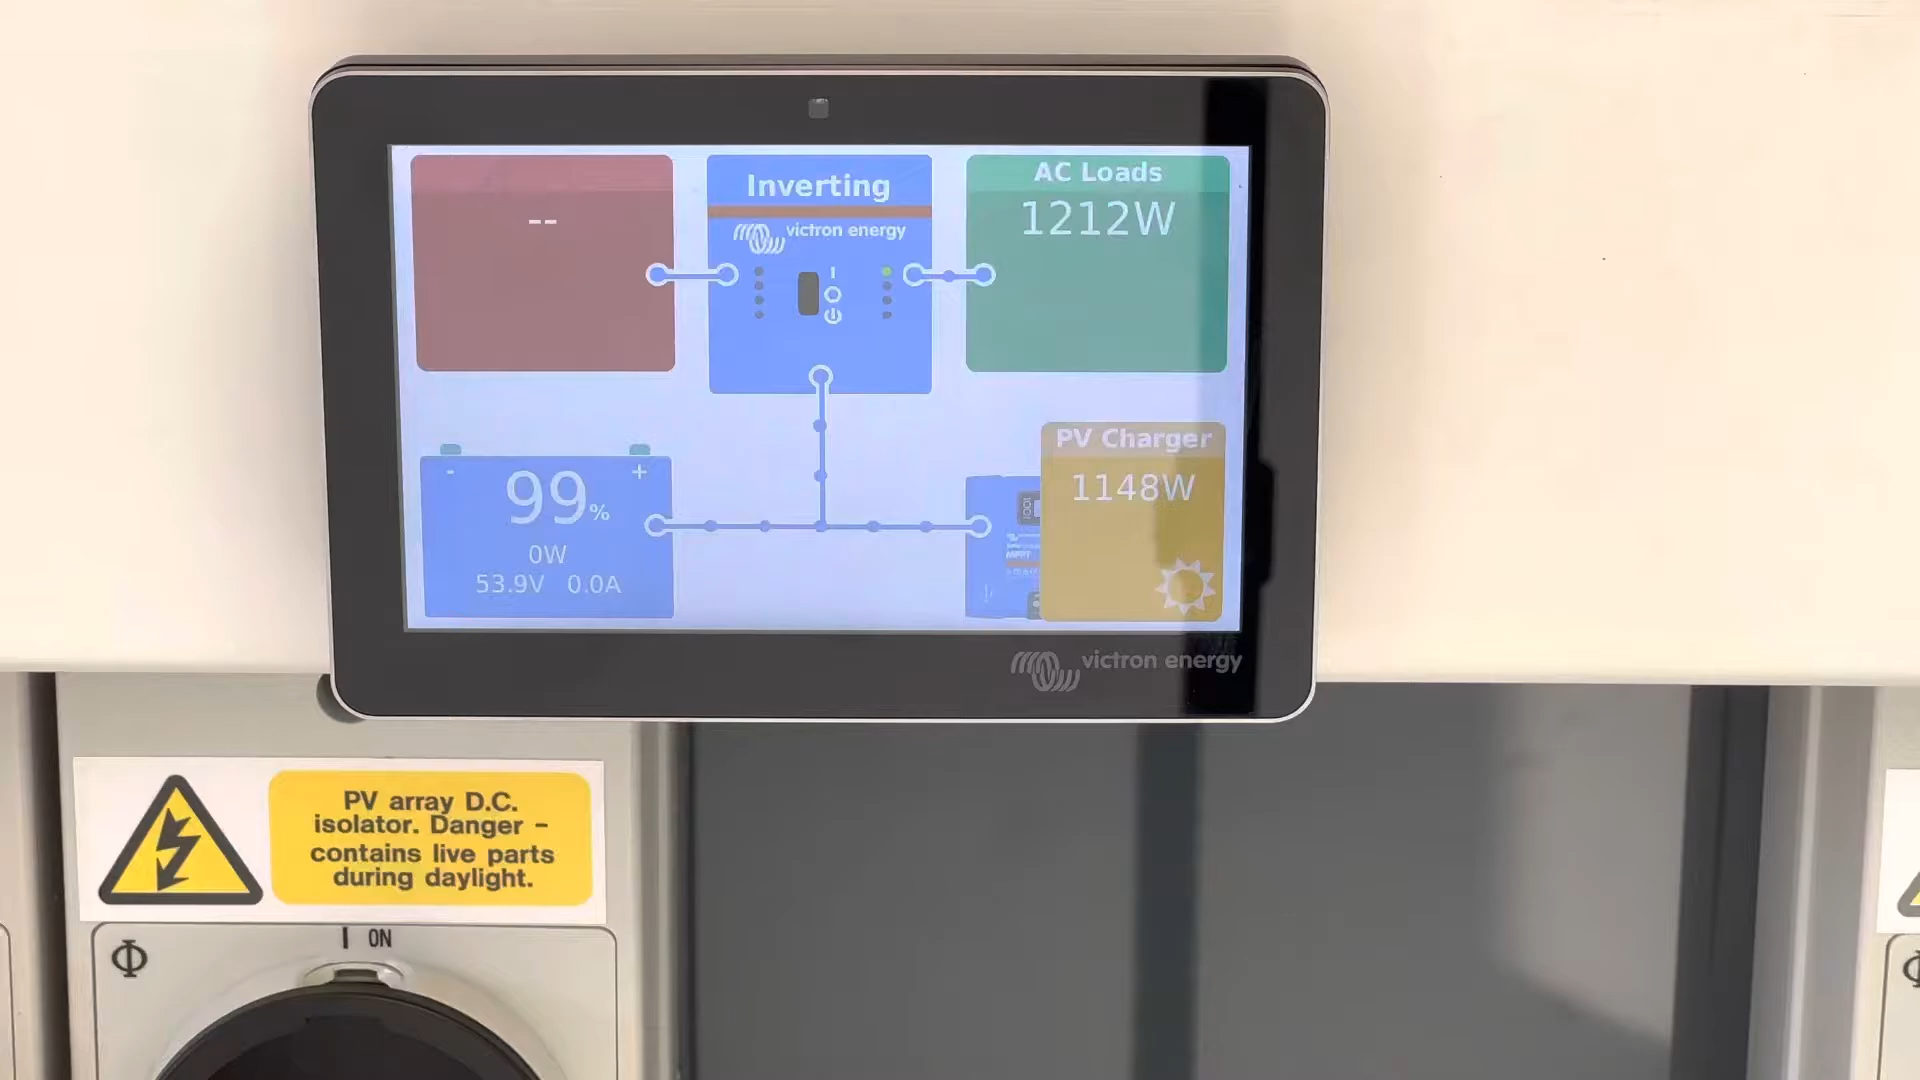 --
Inverting
victron energy
AC Loads
1212W
- +
99%
0W
53.9V 0.0A
PV Charger
1148W
MPPT
victron energy
PV array D.C.
isolator. Danger -
contains live parts
during daylight.
I ON